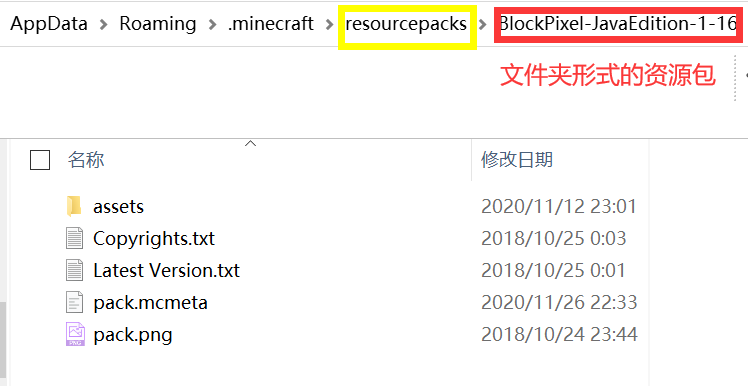 AppData > Roaming > .minecraft > resourcepacks > BlockPixel-JavaEdition-1-16
文件夹形式的资源包
名称 修改日期
assets 2020/11/12 23:01
Copyrights.txt 2018/10/25 0:03
Latest Version.txt 2018/10/25 0:01
pack.mcmeta 2020/11/26 22:33
pack.png 2018/10/24 23:44